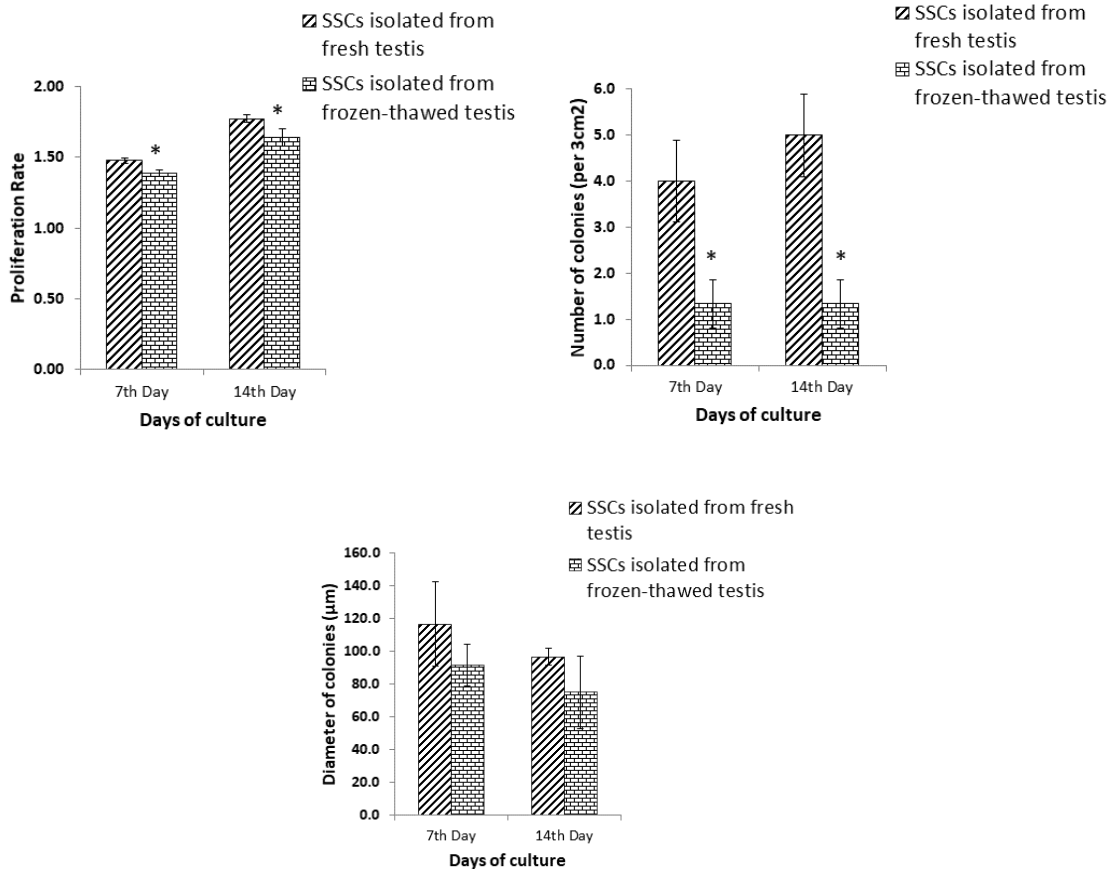 SSCs isolated from
fresh testis
SSCs isolated from
frozen-thawed testis
2.00
1.50
1.00
0.50
0.00
Proliferation Rate
*
*
7th Day
14th Day
Days of culture
SSCs isolated from
fresh testis
SSCs isolated from
frozen-thawed testis
6.0
5.0
4.0
3.0
2.0
1.0
0.0
Number of colonies (per 3cm2)
*
*
7th Day
14th Day
Days of culture
SSCs isolated from fresh
testis
SSCs isolated from
frozen-thawed testis
160.0
140.0
120.0
100.0
80.0
60.0
40.0
20.0
0.0
Diameter of colonies (µm)
7th Day
14th Day
Days of culture